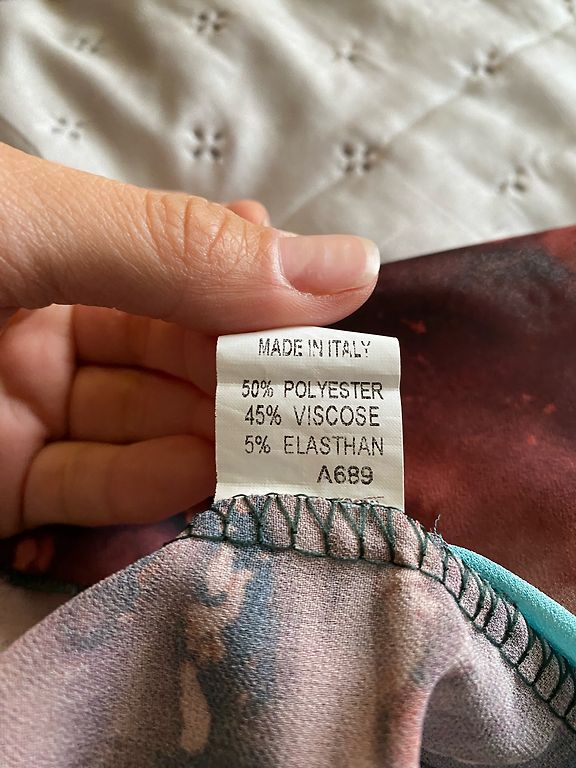 MADE IN ITALY
50% POLYESTER
45% VISCOSE
5% ELASTHAN
A689